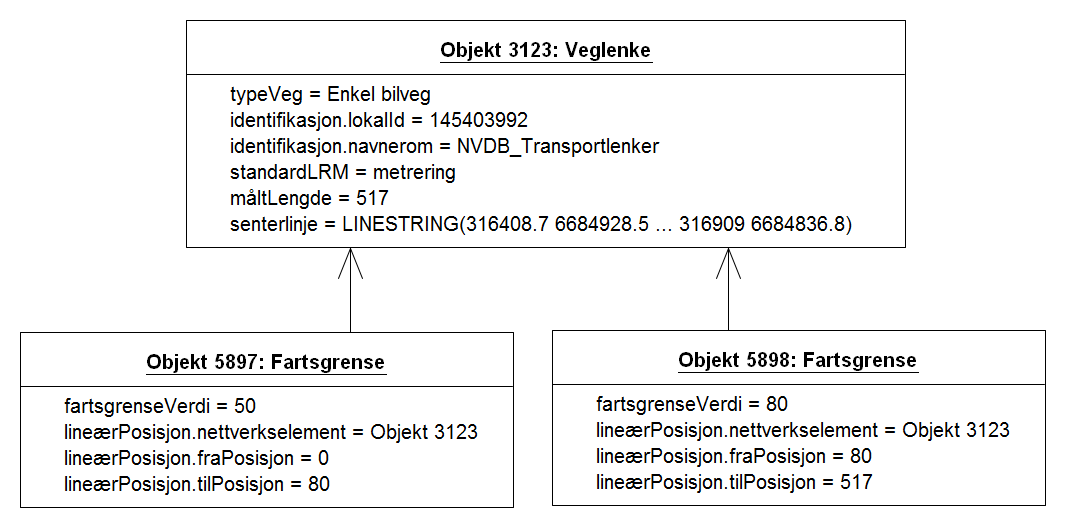 Objekt 3123: Veglenke
typeVeg = Enkel bilveg
identifikasjon.lokalId = 145403992
identifikasjon.navnerom = NVDB_Transportlenker
standardLRM = metrering
måltLengde = 517
senterlinje = LINESTRING(316408.7 6684928.5 ... 316909 6684836.8)
Objekt 5897: Fartsgrense
fartsgrenseVerdi = 50
lineærPosisjon.nettverkselement = Objekt 3123
lineærPosisjon.fraPosisjon = 0
lineærPosisjon.tilPosisjon = 80
Objekt 5898: Fartsgrense
fartsgrenseVerdi = 80
lineærPosisjon.nettverkselement = Objekt 3123
lineærPosisjon.fraPosisjon = 80
lineærPosisjon.tilPosisjon = 517